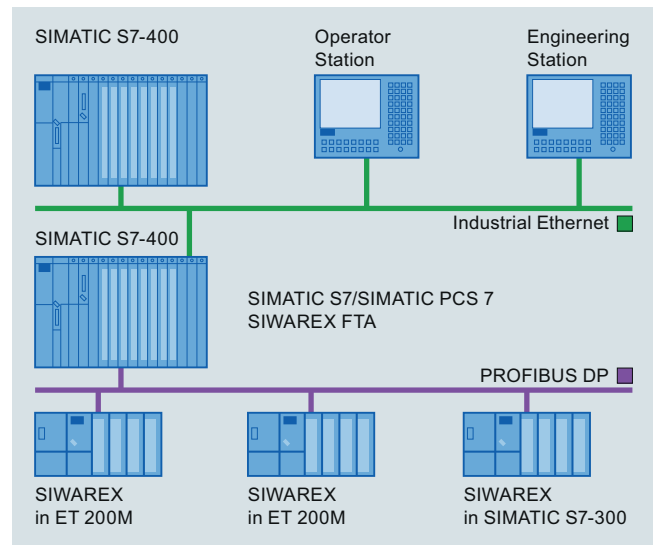 SIMATIC S7-400
Operator
Station
Engineering
Station
Industrial Ethernet
SIMATIC S7-400
SIMATIC S7/SIMATIC PCS 7
SIWAREX FTA
PROFIBUS DP
SIWAREX
in ET 200M
SIWAREX
in ET 200M
SIWAREX
in SIMATIC S7-300